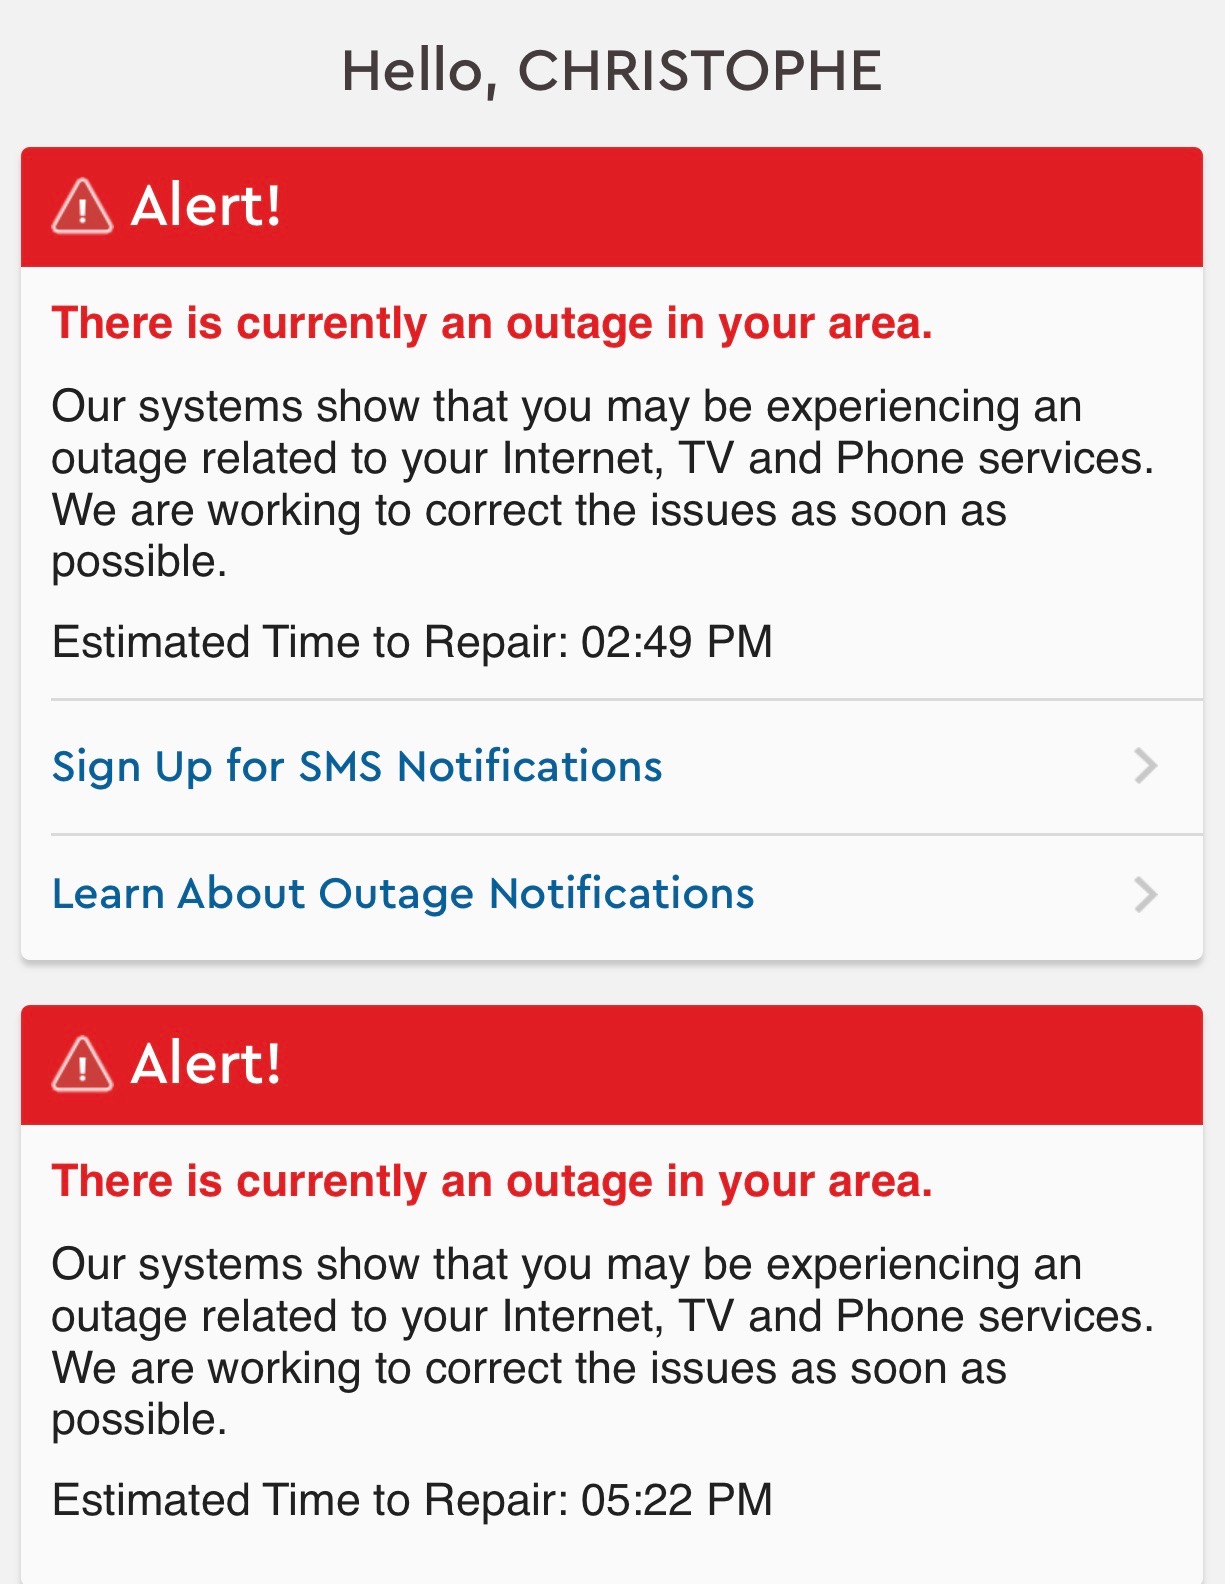 Hello, CHRISTOPHE
Alert!
There is currently an outage in your area.
Our systems show that you may be experiencing an
outage related to your Internet, TV and Phone services.
We are working to correct the issues as soon as
possible.
Estimated Time to Repair: 02:49 PM
Sign Up for SMS Notifications
Learn About Outage Notifications
Alert!
There is currently an outage in your area.
Our systems show that you may be experiencing an
outage related to your Internet, TV and Phone services.
We are working to correct the issues as soon as
possible.
Estimated Time to Repair: 05:22 PM